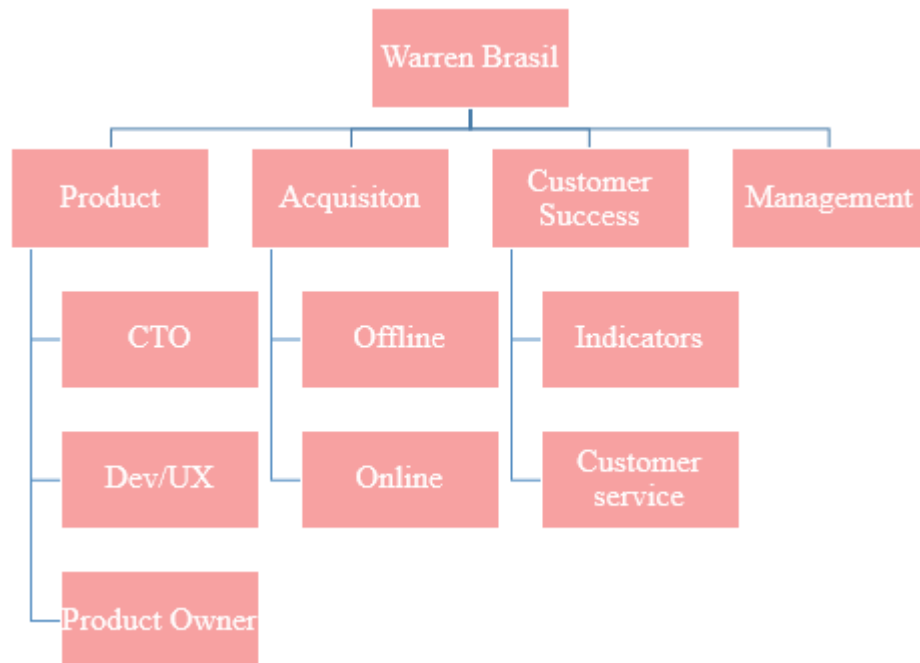 Warren Brasil
Product
Acquisiton
Customer
Success
Management
CTO
Offline
Indicators
Dev/UX
Online
Customer
service
Product Owner